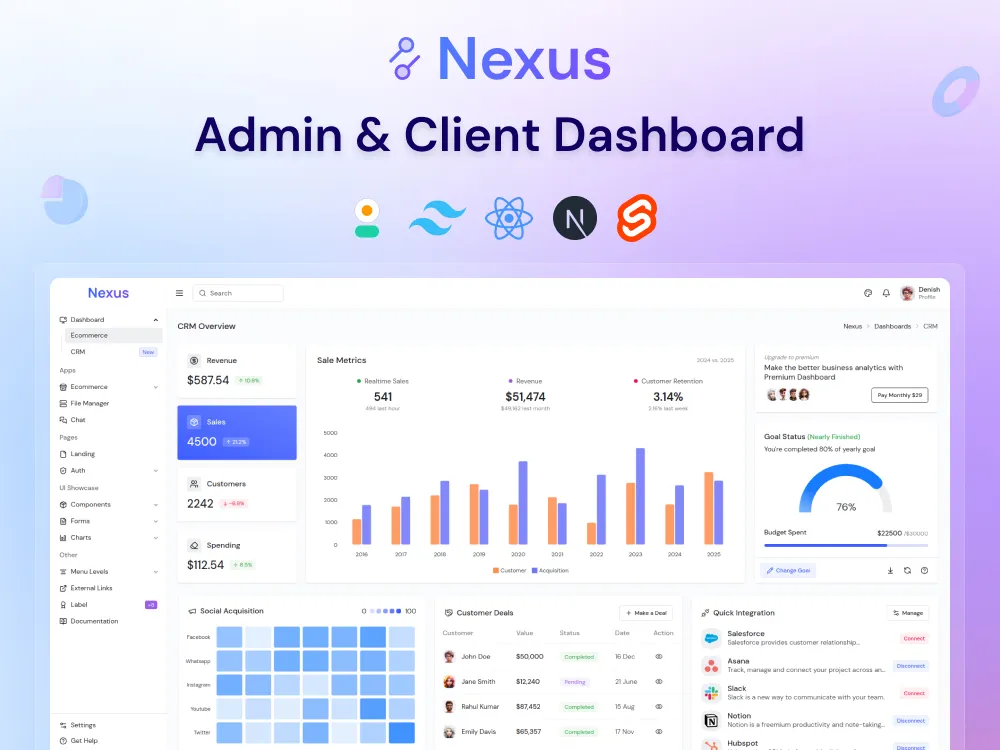 Nexus
Admin & Client Dashboard
Nexus
Search
Denish
Profile
Dashboard
Ecommerce
CRM New
Apps
Ecommerce
File Manager
Chat
Pages
Landing
Auth
UI Showcase
Components
Forms
Charts
Other
Menu Levels
External Links
Label +5
Documentation
Settings
Get Help
CRM Overview
Nexus > Dashboards > CRM
Revenue
$587.54 ↑ 10.8%
Sales
4500 ↑ 21.2%
Customers
2242 ↓ -6.8%
Spending
$112.54 ↑ 8.5%
Sale Metrics
2024 vs. 2025
Realtime Sales
541
494 last hour
Revenue
$51,474
$49,162 last month
Customer Retention
3.14%
3.16% last week
5000
4000
3000
2000
1000
0
2016 2017 2018 2019 2020 2021 2022 2023 2024 2025
Customer Acquisition
Upgrade to premium
Make the better business analytics with
Premium Dashboard
Pay Monthly $29
Goal Status (Nearly Finished)
You're completed 80% of yearly goal
76%
Budget Spent $22500 /$30000
Change Goal
Social Acquisition 0 100
Facebook
Whatsapp
Instagram
Youtube
Twitter
Customer Deals + Make a Deal
Customer Value Status Date Action
John Doe $50,000 Completed 16 Dec
Jane Smith $12,240 Pending 21 June
Rahul Kumar $87,452 Completed 15 Aug
Emily Davis $65,357 Completed 17 Nov
Quick Integration Manage
Salesforce
Salesforce provides customer relationship... Connect
Asana
Track, manage and connect your project across an... Disconnect
Slack
Slack is a new way to communicate with your team. Connect
Notion
Notion is a freemium productivity and note-taking... Disconnect
Hubspot
Disconnect